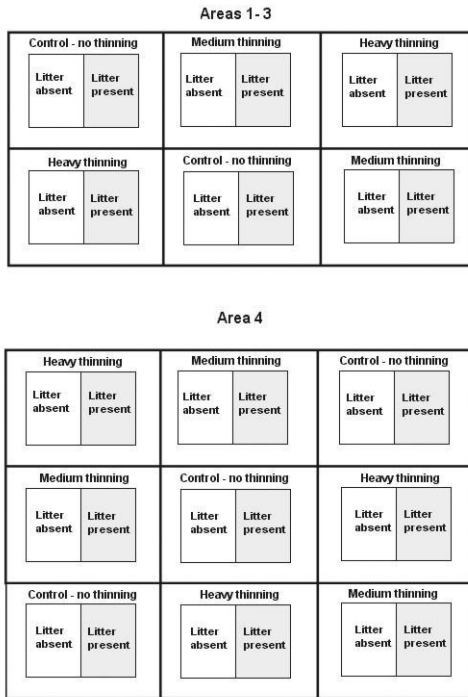 Areas 1-3
Control - no thinning
Medium thinning
Heavy thinning
Litter absent
Litter present
Litter absent
Litter present
Litter absent
Litter present
Heavy thinning
Control - no thinning
Medium thinning
Litter absent
Litter present
Litter absent
Litter present
Litter absent
Litter present
Area 4
Heavy thinning
Medium thinning
Control - no thinning
Litter absent
Litter present
Litter absent
Litter present
Litter absent
Litter present
Medium thinning
Control - no thinning
Heavy thinning
Litter absent
Litter present
Litter absent
Litter present
Litter absent
Litter present
Control - no thinning
Heavy thinning
Medium thinning
Litter absent
Litter present
Litter absent
Litter present
Litter absent
Litter present